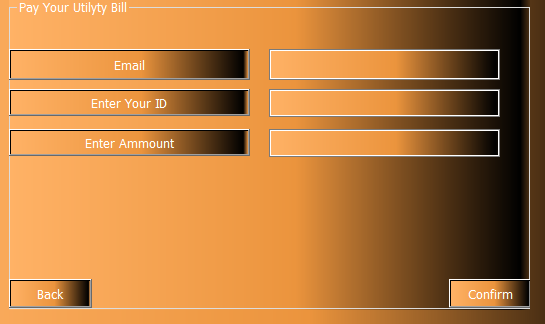 Pay Your Utilyty Bill
Email
Enter Your ID
Enter Ammount
Back
Confirm